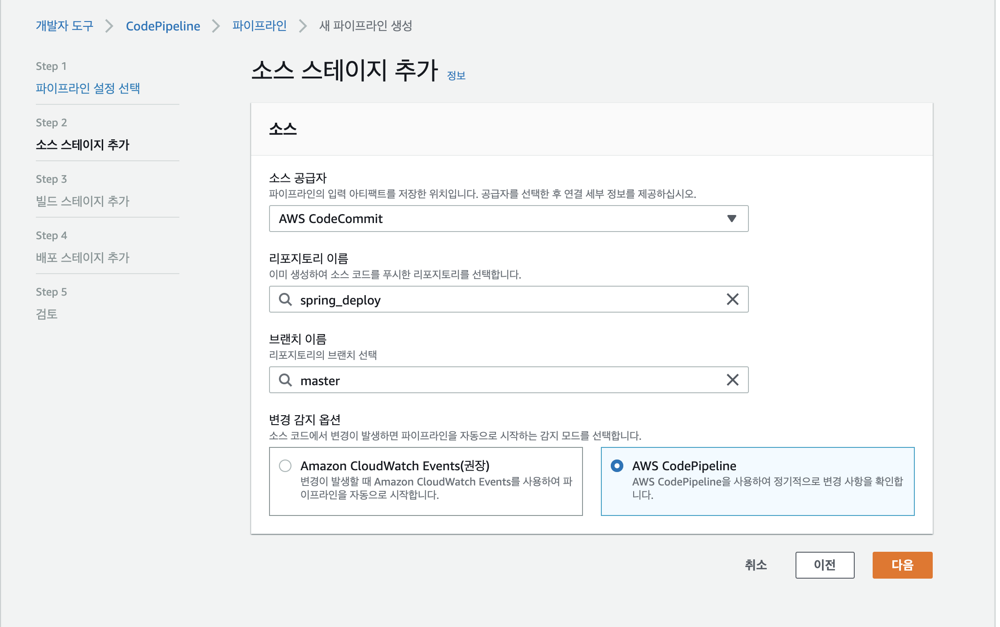 개발자 도구 > CodePipeline > 파이프라인 > 새 파이프라인 생성
Step 1
파이프라인 설정 선택
Step 2
소스 스테이지 추가
Step 3
빌드 스테이지 추가
Step 4
배포 스테이지 추가
Step 5
검토
소스 스테이지 추가 정보
소스
소스 공급자
파이프라인의 입력 아티팩트를 저장한 위치입니다. 공급자를 선택한 후 연결 세부 정보를 제공하십시오.
AWS CodeCommit
리포지토리 이름
이미 생성하여 소스 코드를 푸시한 리포지토리를 선택합니다.
spring_deploy
브랜치 이름
리포지토리의 브랜치 선택
master
변경 감지 옵션
소스 코드에서 변경이 발생하면 파이프라인을 자동으로 시작하는 감지 모드를 선택합니다.
Amazon CloudWatch Events(권장)
변경이 발생할 때 Amazon CloudWatch Events를 사용하여 파
이프라인을 자동으로 시작합니다.
AWS CodePipeline
AWS CodePipeline을 사용하여 정기적으로 변경 사항을 확인합
니다.
취소
이전
다음